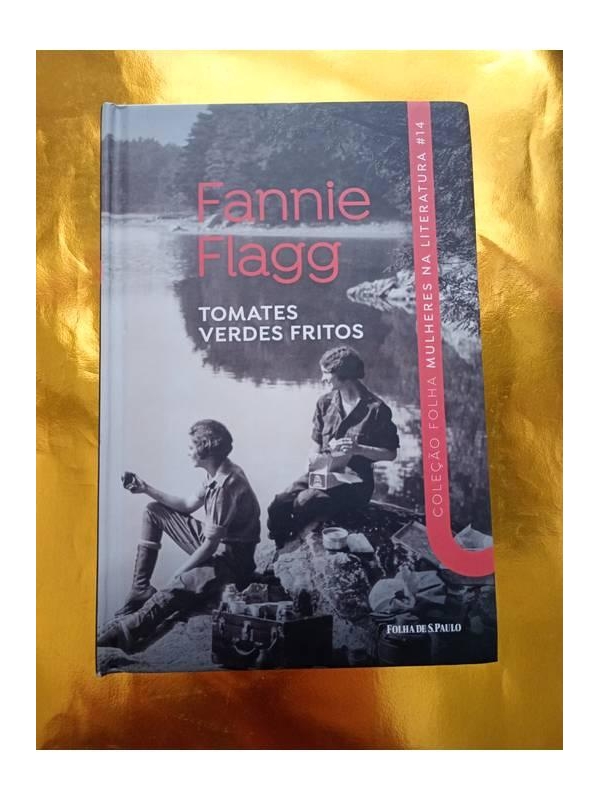 Fannie
Flagg
TOMATES
VERDES FRITOS
COLEÇÃO FOLHA MULHERES NA LITERATURA #14
FOLHA DE S.PAULO